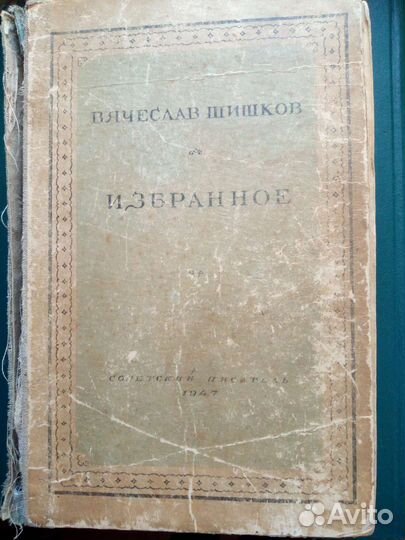 ВЯЧЕСЛАВ ШИШКОВ
ИЗБРАННОЕ
СОВЕТСКИЙ ПИСАТЕЛЬ
1947
Avito